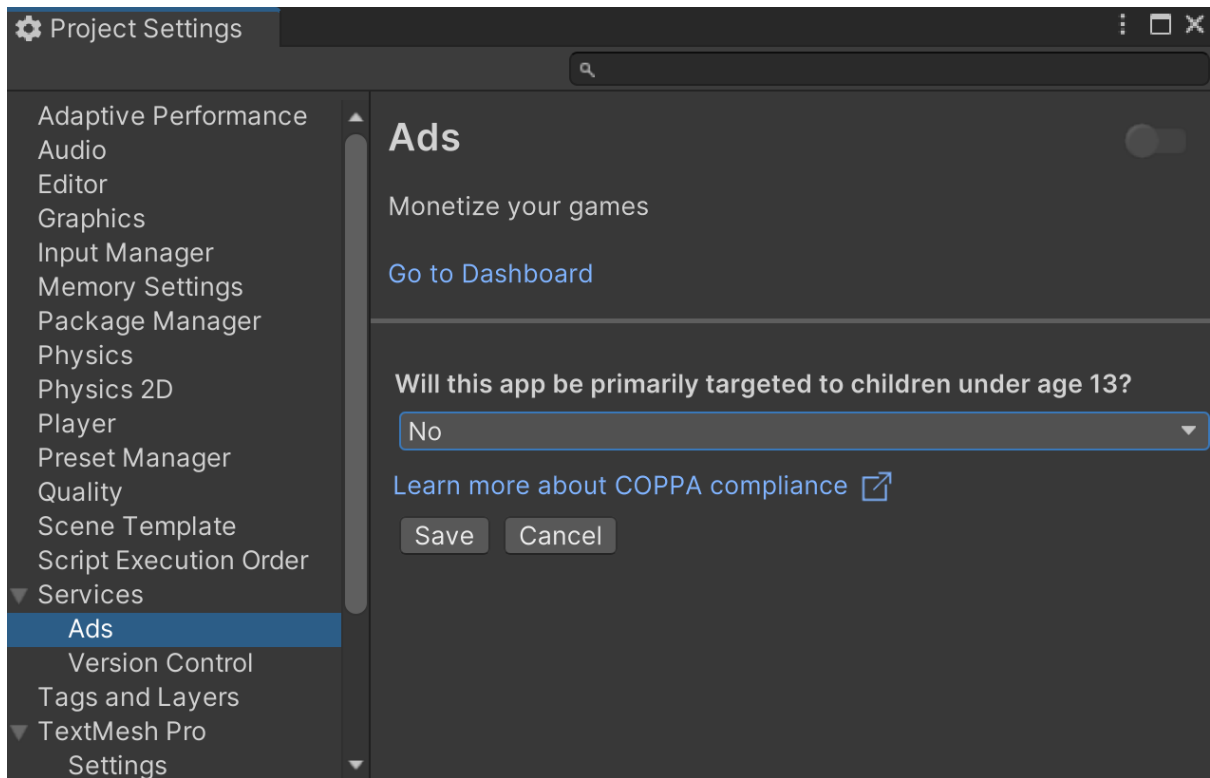 Project Settings
Adaptive Performance
Audio
Editor
Graphics
Input Manager
Memory Settings
Package Manager
Physics
Physics 2D
Player
Preset Manager
Quality
Scene Template
Script Execution Order
Services
Ads
Version Control
Tags and Layers
TextMesh Pro
Settings
Ads
Monetize your games
Go to Dashboard
Will this app be primarily targeted to children under age 13?
No
Learn more about COPPA compliance
Save Cancel